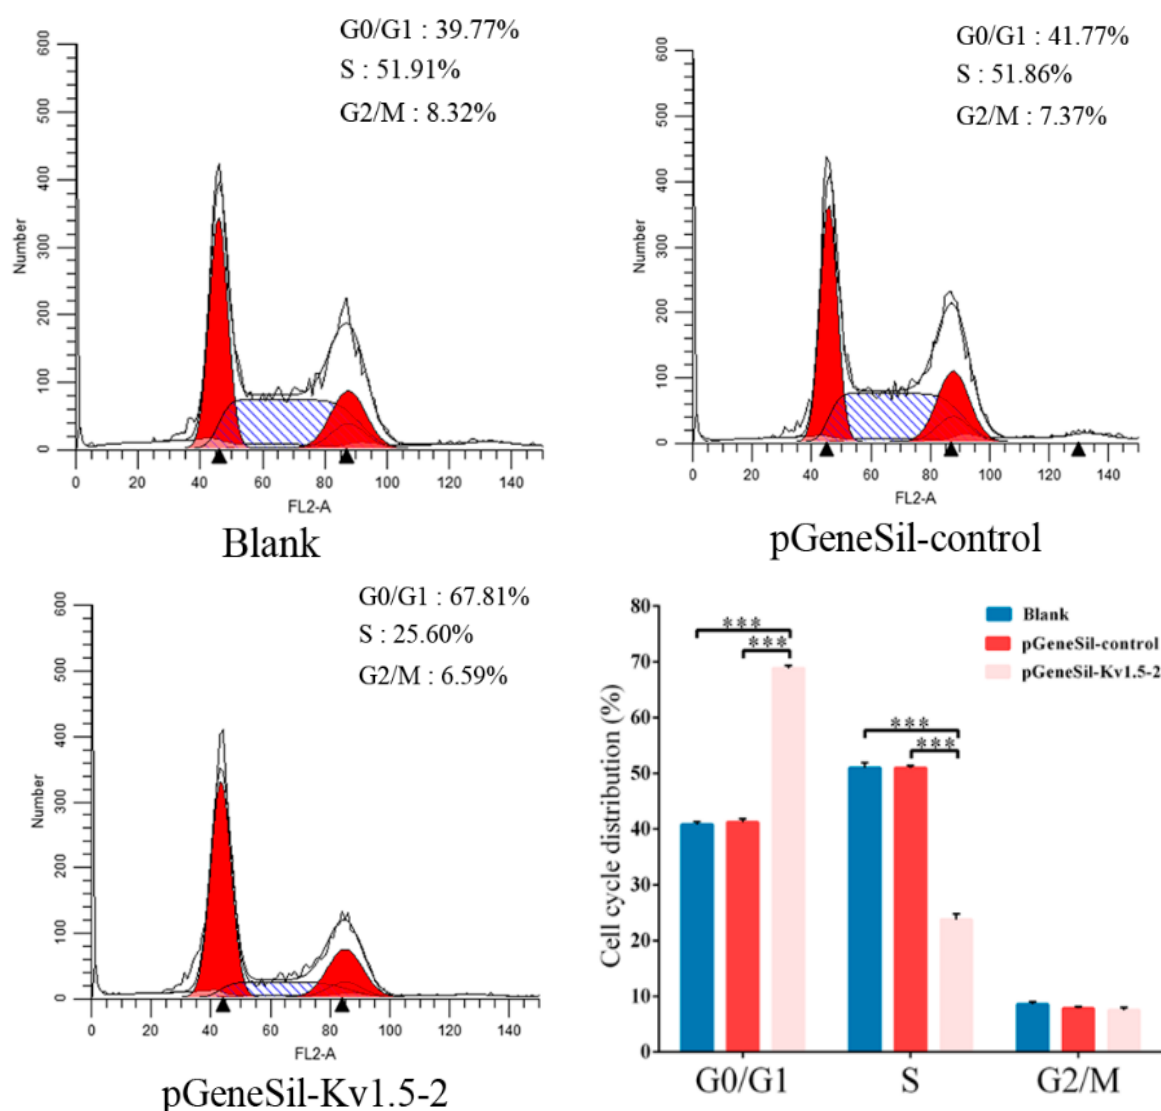 G0/G1 : 39.77%
S : 51.91%
G2/M : 8.32%
600
500
400
300
200
100
0
Number
0 20 40 60 80 100 120 140
FL2-A
Blank
G0/G1 : 41.77%
S : 51.86%
G2/M : 7.37%
600
500
400
300
200
100
0
Number
0 20 40 60 80 100 120 140
FL2-A
pGeneSil-control
G0/G1 : 67.81%
S : 25.60%
G2/M : 6.59%
600
500
400
300
200
100
0
Number
0 20 40 60 80 100 120 140
FL2-A
pGeneSil-Kv1.5-2
Blank
pGeneSil-control
pGeneSil-Kv1.5-2
***
***
***
***
80
70
60
50
40
30
20
10
0
Cell cycle distribution (%)
G0/G1 S G2/M